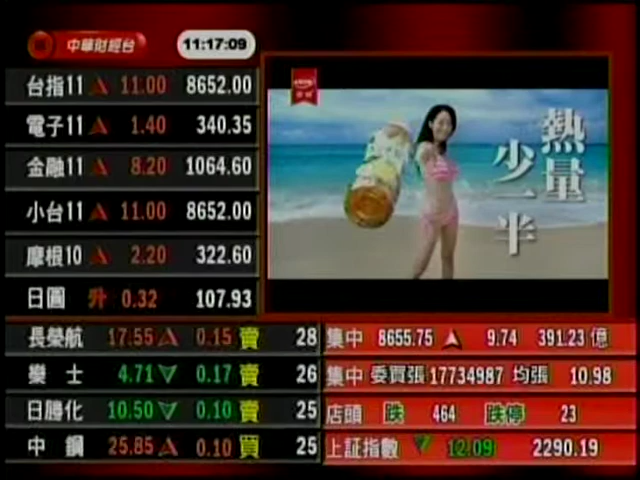 中華財經台 11:17:09
台指11 11.00 8652.00
電子11 1.40 340.35
金融11 8.20 1064.60
小台11 11.00 8652.00
摩根10 2.20 322.60
日圓 升 0.32 107.93
熱量
少一半
長榮航 17.55 0.15 賣 28
樂士 4.71 0.17 賣 26
日勝化 10.50 0.10 賣 25
中鋼 25.85 0.10 買 25
集中 8655.75 9.74 391.23 億
集中 委買張 17734987 均張 10.98
店頭 跌 464 跌停 23
上証指數 12.09 2290.19